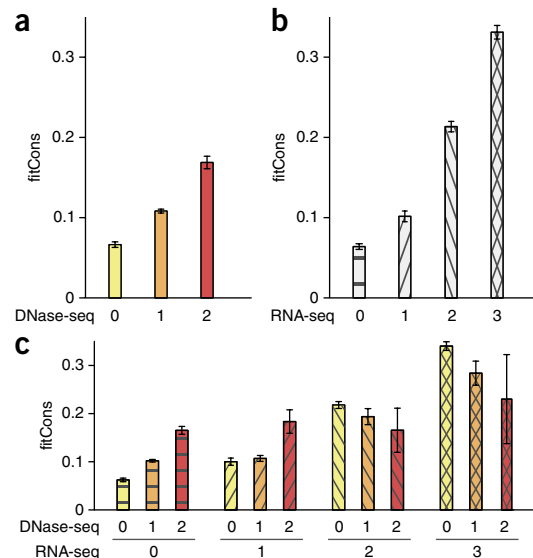 a
fitCons
0.3
0.2
0.1
0
DNase-seq 0 1 2
b
fitCons
0.3
0.2
0.1
0
RNA-seq 0 1 2 3
c
fitCons
0.3
0.2
0.1
0
DNase-seq 0 1 2 0 1 2 0 1 2 0 1 2
RNA-seq 0 1 2 3